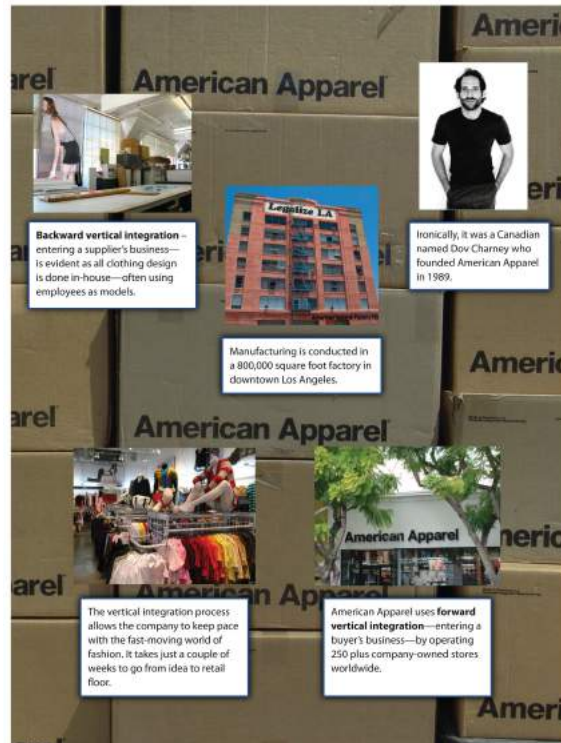 American Apparel
Backward vertical integration –
entering a supplier's business—
is evident as all clothing design
is done in-house—often using
employees as models.
Legalize LA
Manufacturing is conducted in
a 800,000 square foot factory in
downtown Los Angeles.
Ironically, it was a Canadian
named Dov Charney who
founded American Apparel
in 1989.
American Apparel
The vertical integration process
allows the company to keep pace
with the fast-moving world of
fashion. It takes just a couple of
weeks to go from idea to retail
floor.
American Apparel
American Apparel uses forward
vertical integration—entering a
buyer's business—by operating
250 plus company-owned stores
worldwide.